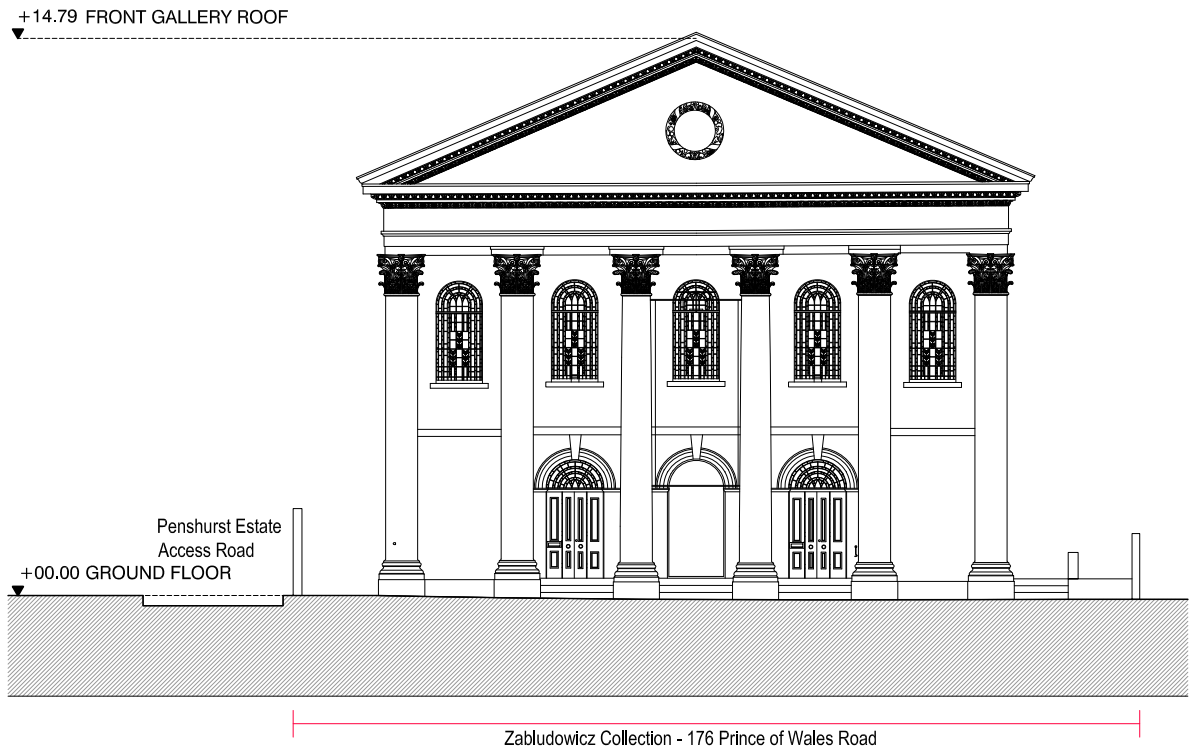 +14.79 FRONT GALLERY ROOF
Penshurst Estate
Access Road
+00.00 GROUND FLOOR
Zabludowicz Collection - 176 Prince of Wales Road